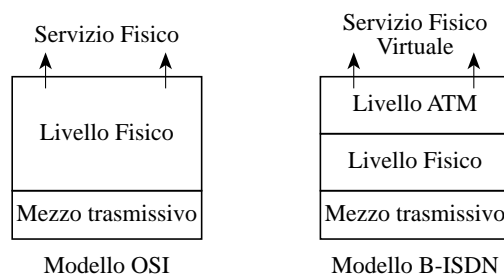 Servizio Fisico
Livello Fisico
Mezzo trasmissivo
Modello OSI
Servizio Fisico
Virtuale
Livello ATM
Livello Fisico
Mezzo trasmissivo
Modello B-ISDN